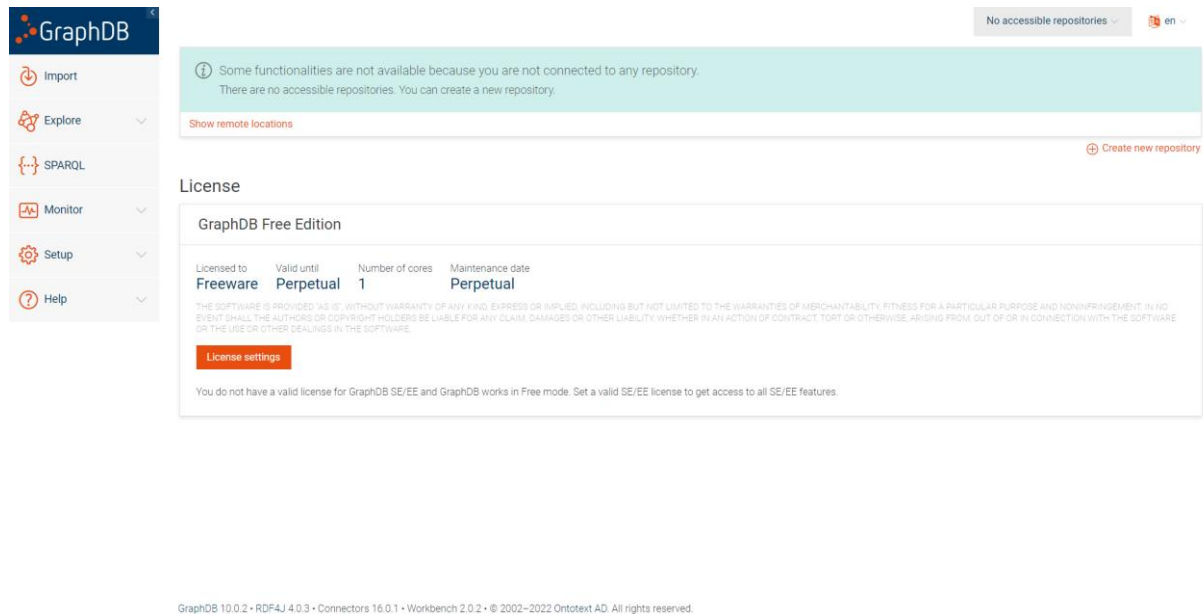 GraphDB
No accessible repositories
en
Import
Explore
SPARQL
Monitor
Setup
Help
Some functionalities are not available because you are not connected to any repository.
There are no accessible repositories. You can create a new repository.
Show remote locations
Create new repository
License
GraphDB Free Edition
Licensed to Valid until Number of cores Maintenance date
Freeware Perpetual 1 Perpetual
THE SOFTWARE IS PROVIDED "AS IS", WITHOUT WARRANTY OF ANY KIND, EXPRESS OR IMPLIED, INCLUDING BUT NOT LIMITED TO THE WARRANTIES OF MERCHANTABILITY, FITNESS FOR A PARTICULAR PURPOSE AND NONINFRINGEMENT. IN NO
EVENT SHALL THE AUTHORS OR COPYRIGHT HOLDERS BE LIABLE FOR ANY CLAIM, DAMAGES OR OTHER LIABILITY, WHETHER IN AN ACTION OF CONTRACT, TORT OR OTHERWISE, ARISING FROM, OUT OF OR IN CONNECTION WITH THE SOFTWARE
OR THE USE OR OTHER DEALINGS IN THE SOFTWARE.
License settings
You do not have a valid license for GraphDB SE/EE and GraphDB works in Free mode. Set a valid SE/EE license to get access to all SE/EE features.
GraphDB 10.0.2 • RDF4J 4.0.3 • Connectors 16.0.1 • Workbench 2.0.2 • © 2002–2022 Ontotext AD. All rights reserved.